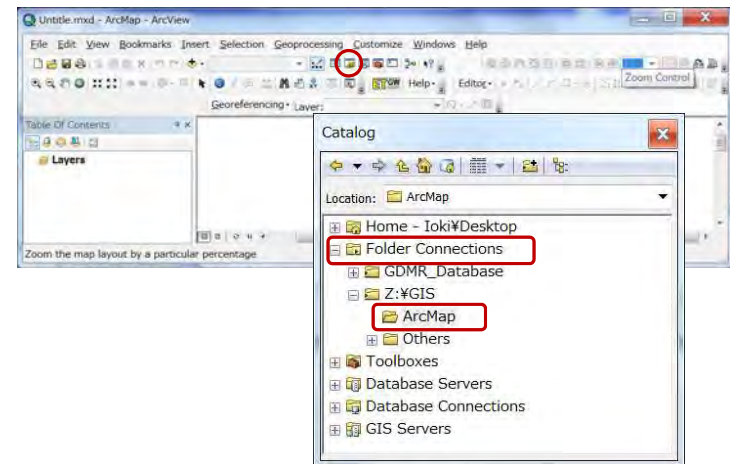 Untitle.mxd - ArcMap - ArcView
File Edit View Bookmarks Insert Selection Geoprocessing Customize Windows Help
Help▾ Editor▾ Zoom Control
Georeferencing▾ Layer:
Table Of Contents
Layers
Zoom the map layout by a particular percentage
Catalog
Location: ArcMap
Home - Ioki¥Desktop
Folder Connections
GDMR_Database
Z:¥GIS
ArcMap
Others
Toolboxes
Database Servers
Database Connections
GIS Servers